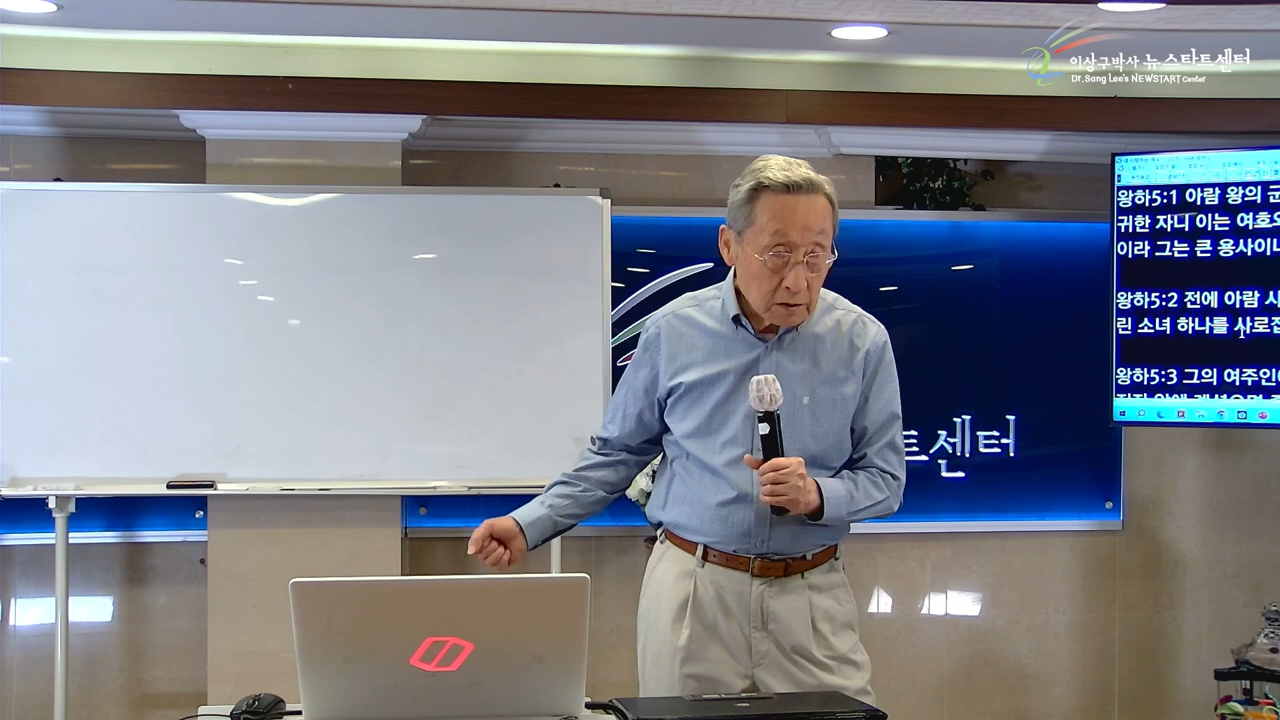 이상구박사 뉴스타트센터
Dr. Sang Lee's NEWSTART Center
왕하5:1 아람 왕의 군
귀한 자니 이는 여호와
이라 그는 큰 용사이나
왕하5:2 전에 아람 사
린 소녀 하나를 사로잡
왕하5:3 그의 여주인에
트센터